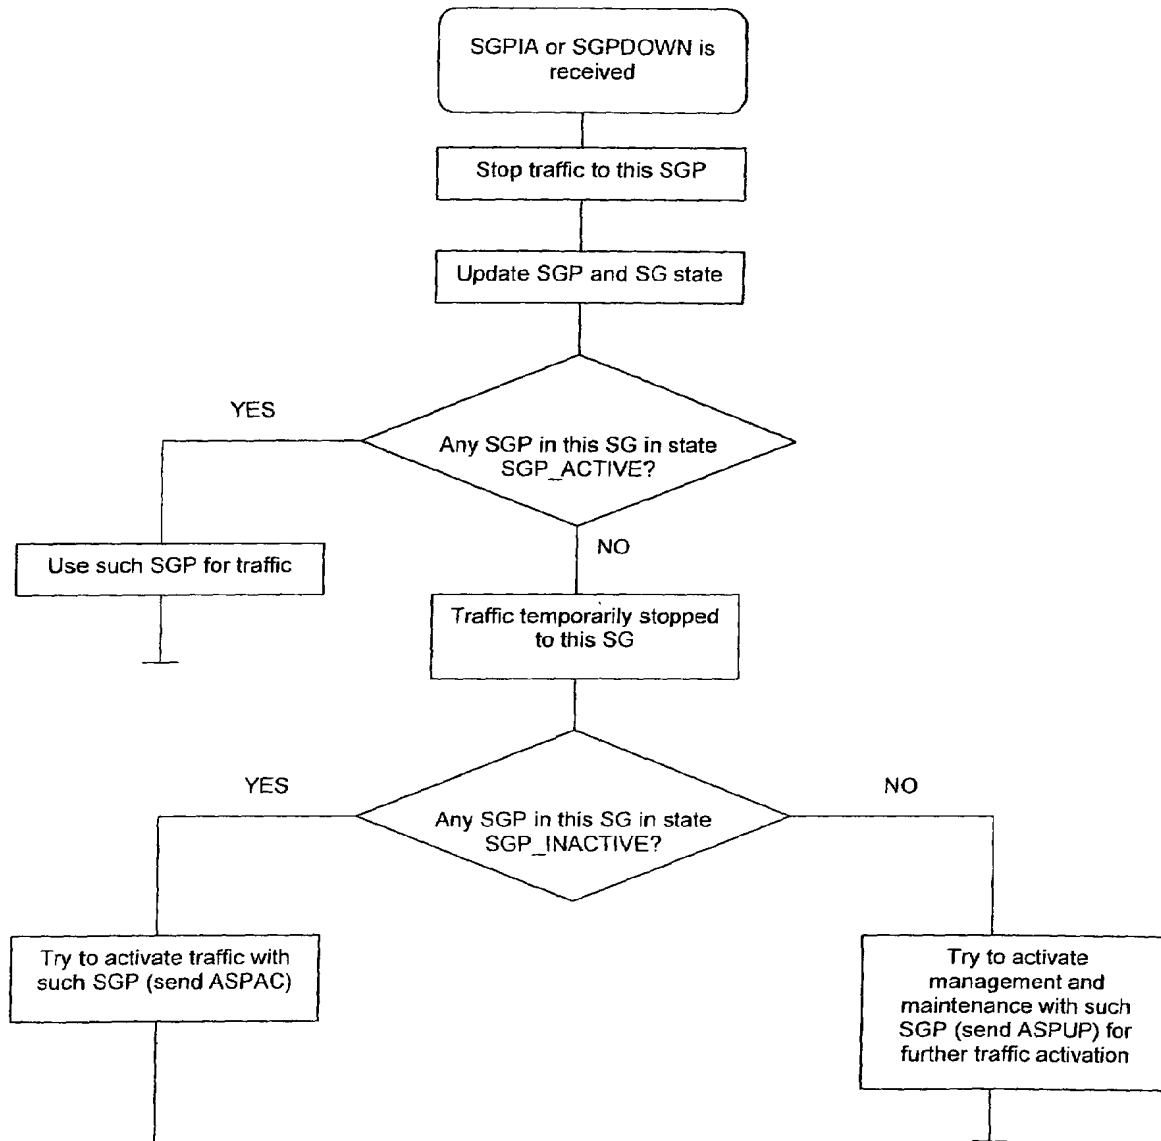 SGPIA or SGPDOWN is
received
Stop traffic to this SGP
Update SGP and SG state
YES
Any SGP in this SG in state
SGP_ACTIVE?
NO
Use such SGP for traffic
Traffic temporarily stopped
to this SG
YES
NO
Any SGP in this SG in state
SGP_INACTIVE?
Try to activate traffic with
such SGP (send ASPAC)
Try to activate
management and
maintenance with such
SGP (send ASPUP) for
further traffic activation